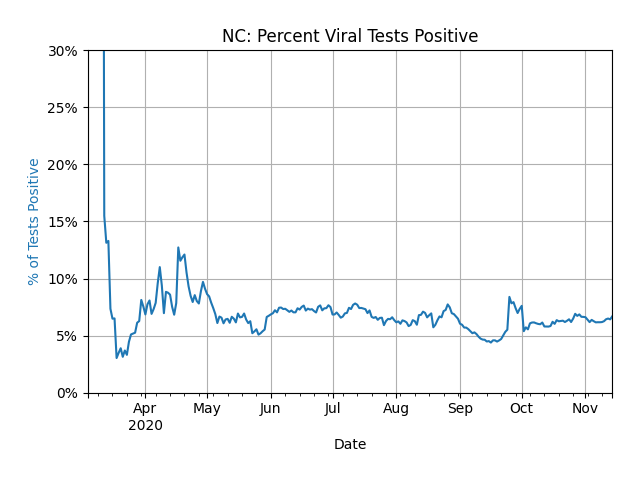 NC: Percent Viral Tests Positive
30%
25%
20%
15%
10%
5%
0%
% of Tests Positive
Apr May Jun Jul Aug Sep Oct Nov
2020
Date